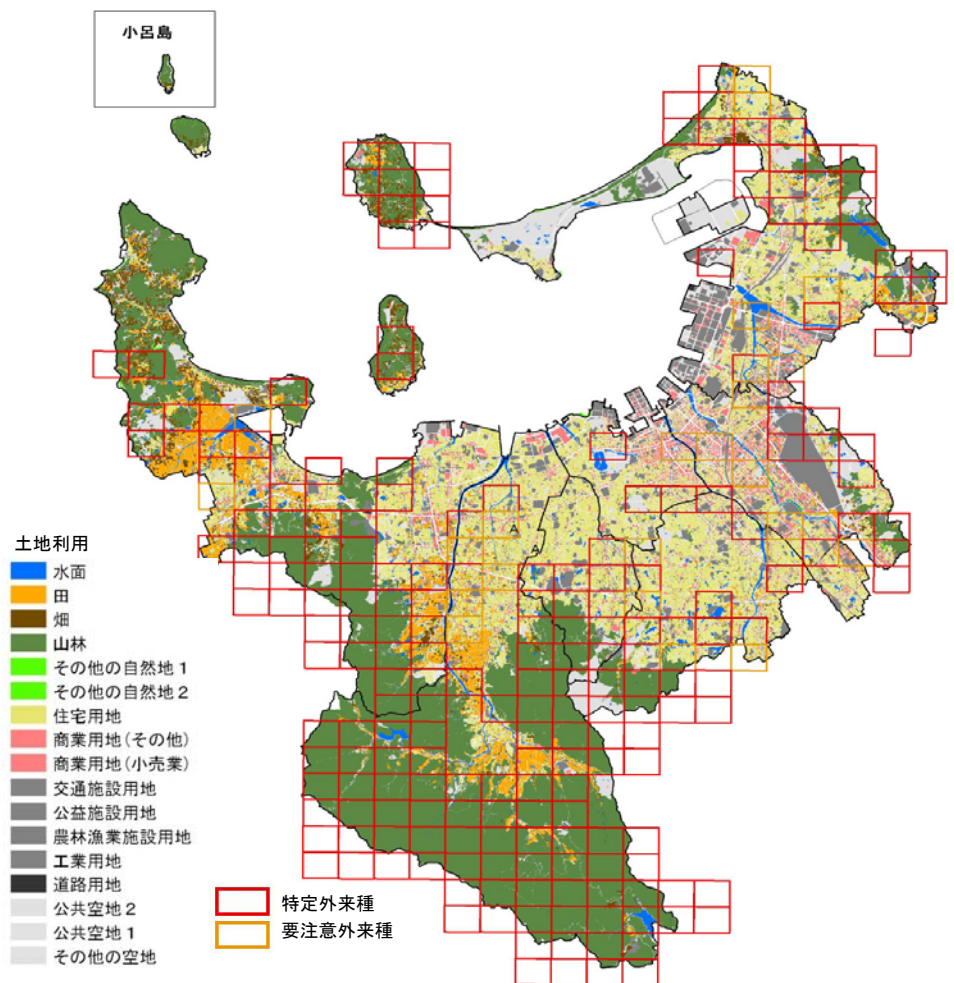 小呂島
A
A
土地利用
水面
田
畑
山林
その他の自然地1
その他の自然地2
住宅用地
商業用地(その他)
商業用地(小売業)
交通施設用地
公益施設用地
農林漁業施設用地
工業用地
道路用地
公共空地2
公共空地1
その他の空地
特定外来種
要注意外来種